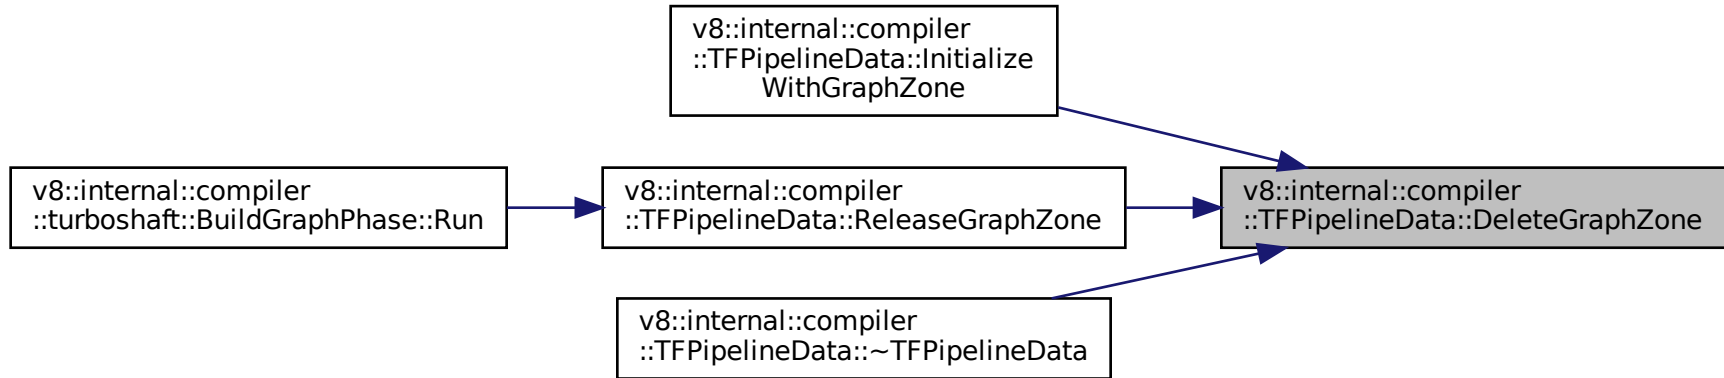 v8::internal::compiler
::TFPipelineData::Initialize
WithGraphZone
v8::internal::compiler
::turboshaft::BuildGraphPhase::Run
v8::internal::compiler
::TFPipelineData::ReleaseGraphZone
v8::internal::compiler
::TFPipelineData::DeleteGraphZone
v8::internal::compiler
::TFPipelineData::~TFPipelineData